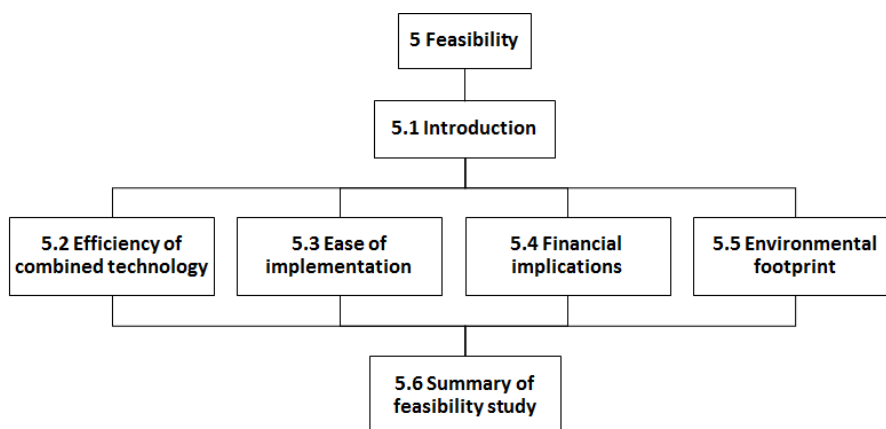 5 Feasibility
5.1 Introduction
5.2 Efficiency of
combined technology
5.3 Ease of
implementation
5.4 Financial
implications
5.5 Environmental
footprint
5.6 Summary of
feasibility study